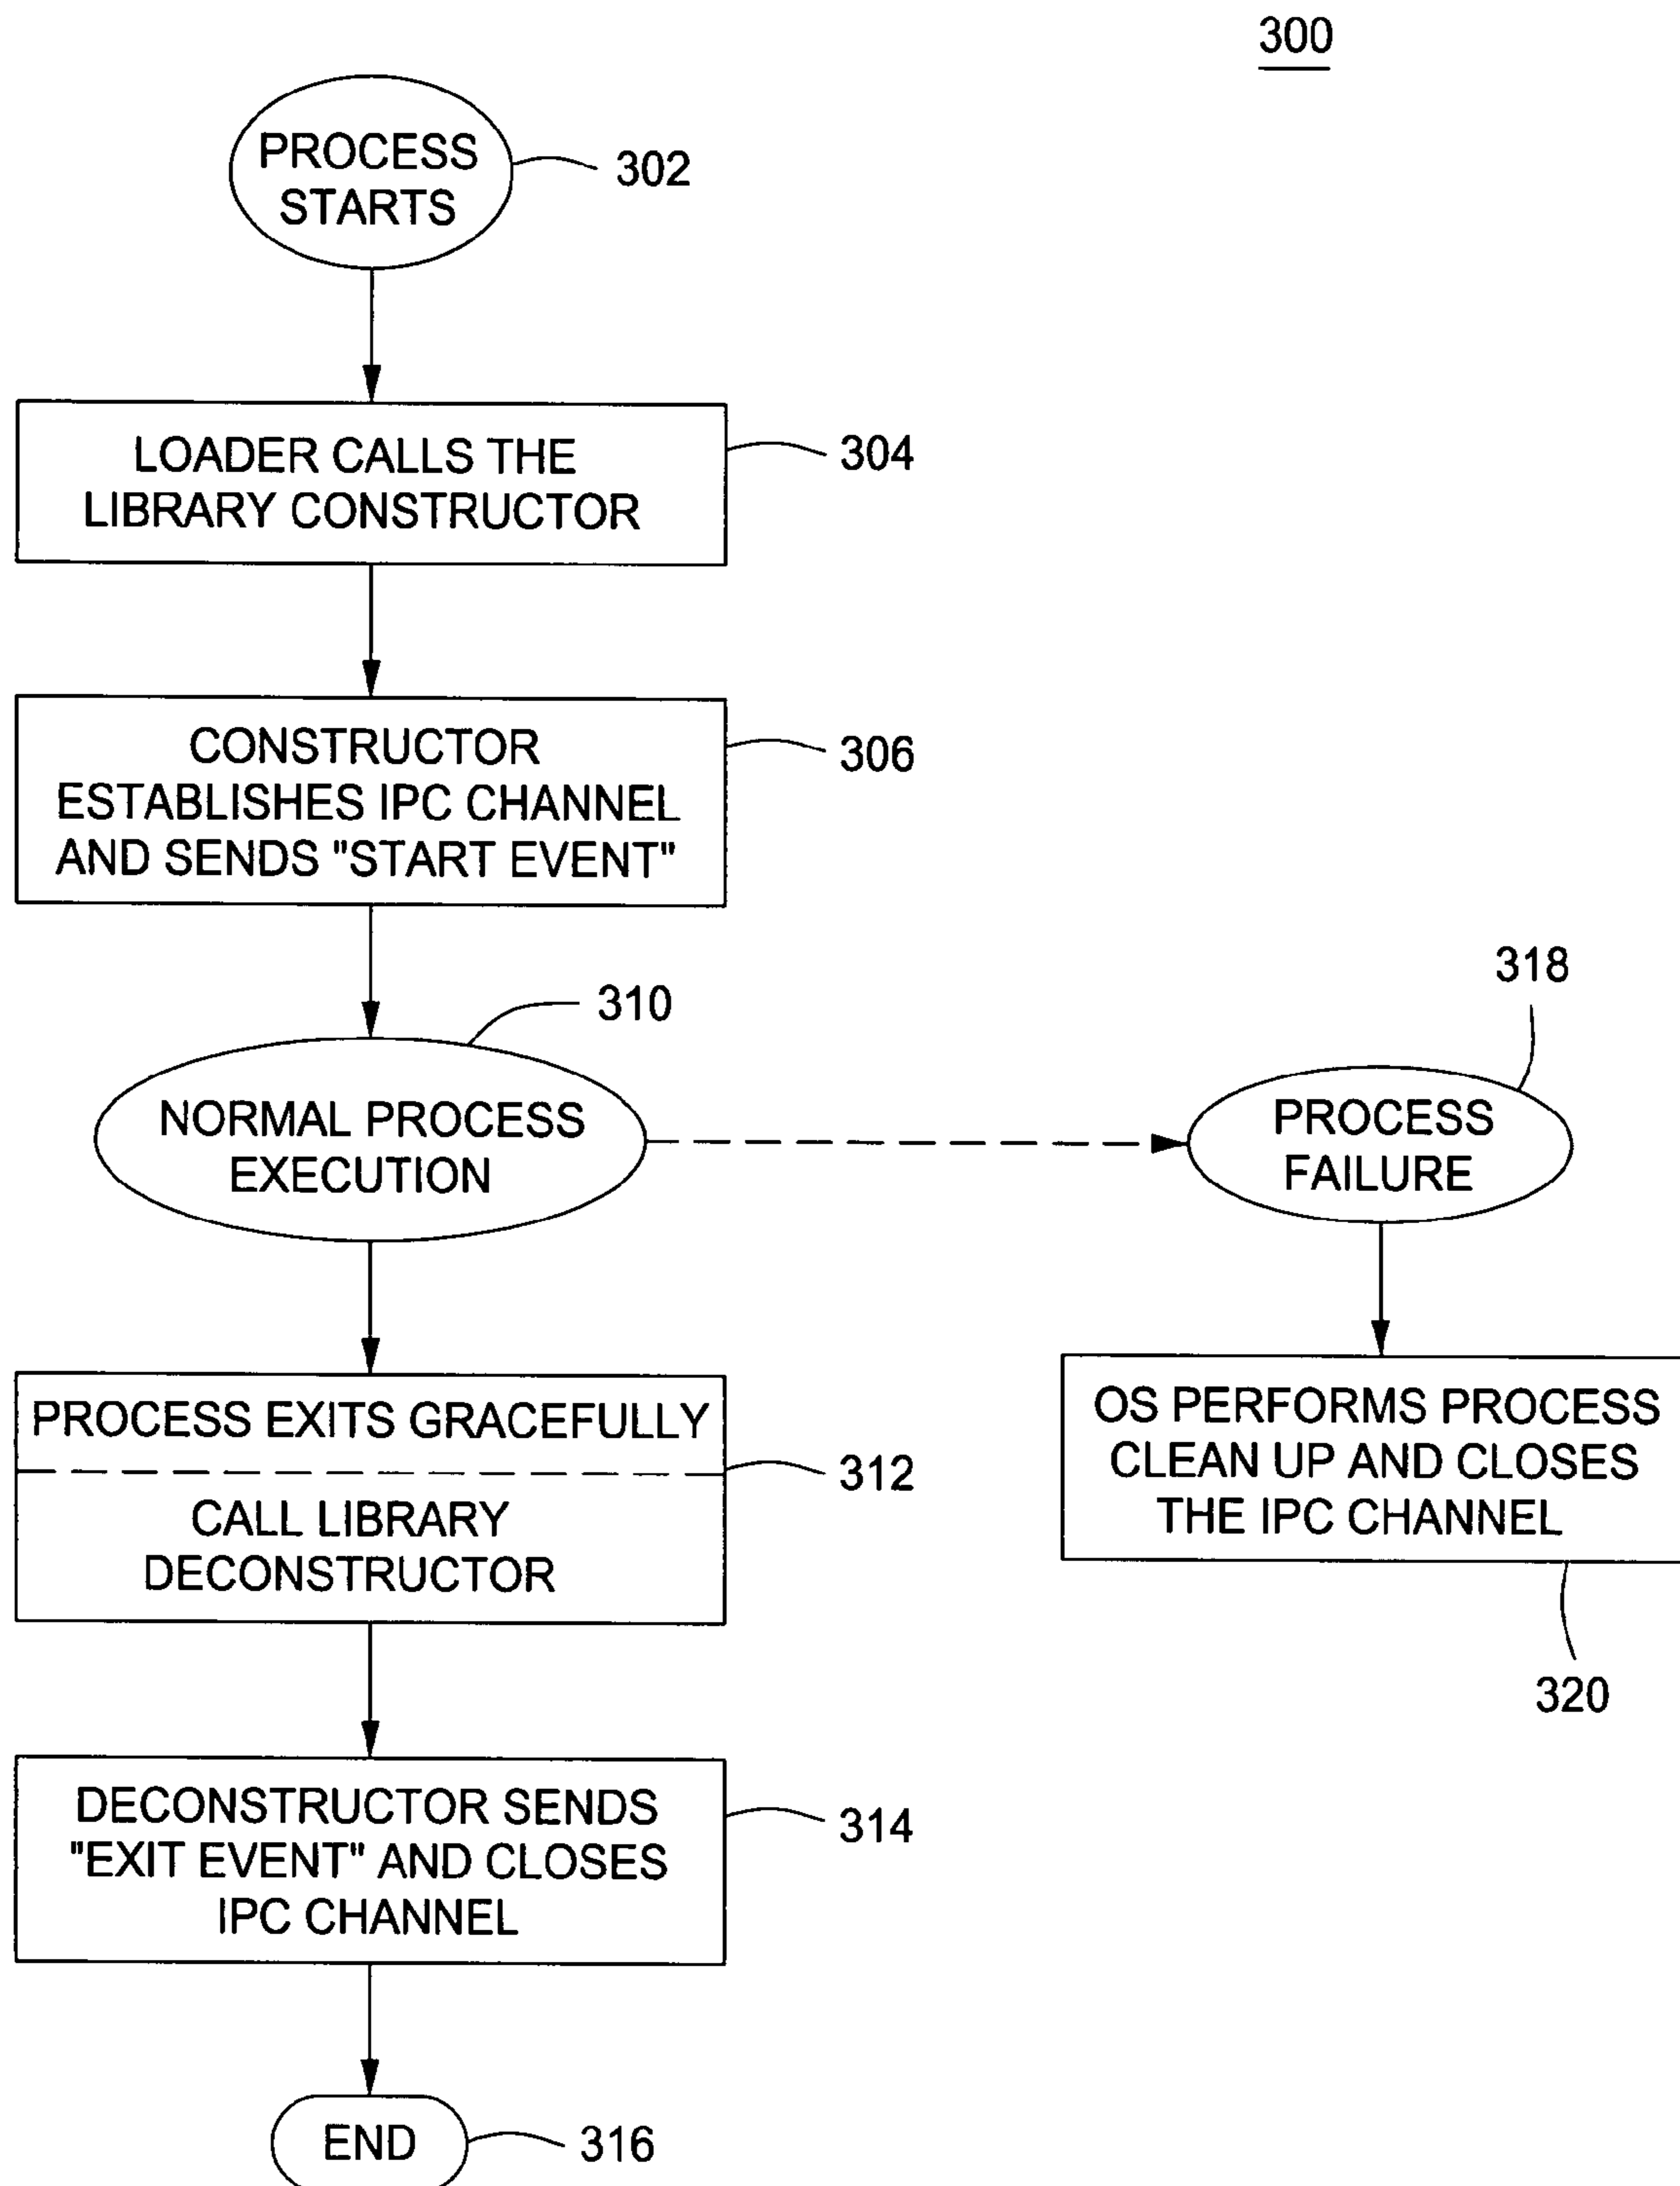 300
PROCESS
STARTS
302
LOADER CALLS THE
LIBRARY CONSTRUCTOR
304
CONSTRUCTOR
ESTABLISHES IPC CHANNEL
AND SENDS "START EVENT"
306
310
NORMAL PROCESS
EXECUTION
318
PROCESS
FAILURE
PROCESS EXITS GRACEFULLY
CALL LIBRARY
DECONSTRUCTOR
312
OS PERFORMS PROCESS
CLEAN UP AND CLOSES
THE IPC CHANNEL
320
DECONSTRUCTOR SENDS
"EXIT EVENT" AND CLOSES
IPC CHANNEL
314
END
316